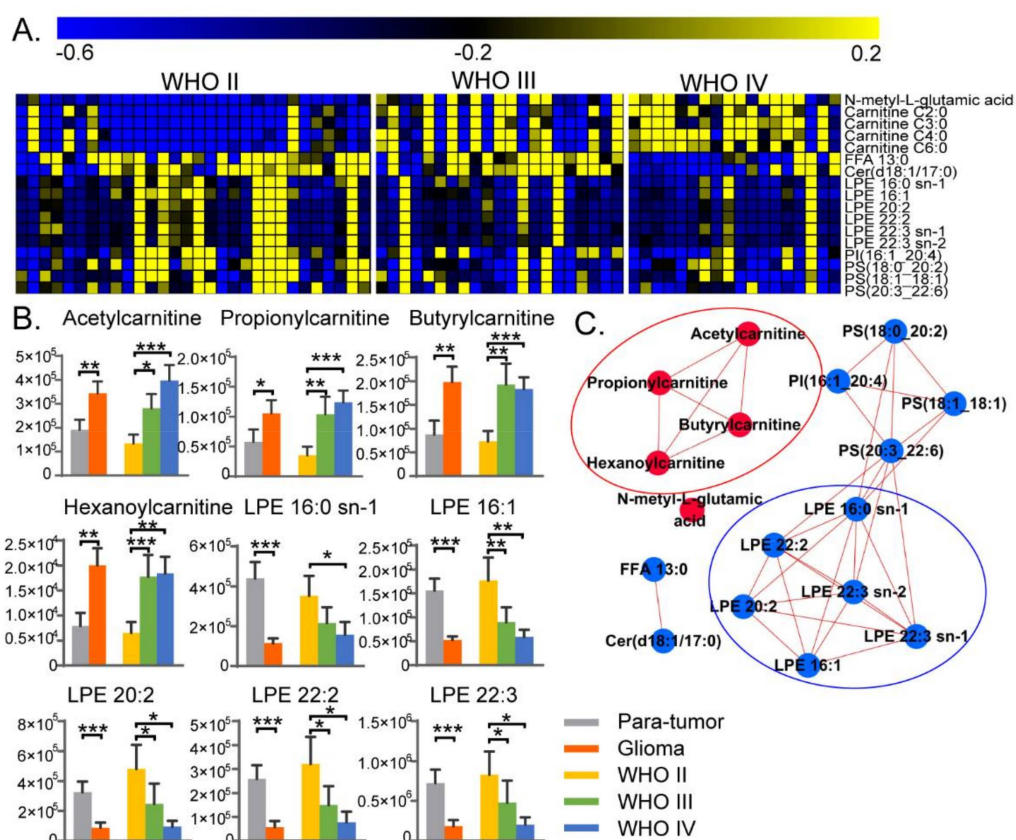 A.
-0.6 -0.2 0.2
WHO II WHO III WHO IV
N-metyl-L-glutamic acid
Carnitine C2:0
Carnitine C3:0
Carnitine C4:0
Carnitine C6:0
FFA 13:0
Cer(d18:1/17:0)
LPE 16:0 sn-1
LPE 16:1
LPE 20:2
LPE 22:2
LPE 22:3 sn-1
LPE 22:3 sn-2
PI(16:1_20:4)
PS(18:0_20:2)
PS(18:1_18:1)
PS(20:3_22:6)
B.
Acetylcarnitine
5×10⁵
4×10⁵
3×10⁵
2×10⁵
1×10⁵
0
**
*
***
Propionylcarnitine
2.0×10⁵
1.5×10⁵
1.0×10⁵
0.5×10⁵
0
*
**
***
Butyrylcarnitine
2.5×10⁵
2.0×10⁵
1.5×10⁵
1.0×10⁵
0.5×10⁵
0
**
***
**
Hexanoylcarnitine
2.5×10⁴
2.0×10⁴
1.5×10⁴
1.0×10⁴
0.5×10⁴
0
**
**
***
LPE 16:0 sn-1
6×10⁵
4×10⁵
2×10⁵
0
***
*
LPE 16:1
2.5×10⁵
2.0×10⁵
1.5×10⁵
1.0×10⁵
0.5×10⁵
0
***
**
**
LPE 20:2
8×10⁵
6×10⁵
4×10⁵
2×10⁵
0
***
*
*
LPE 22:2
5×10⁵
4×10⁵
3×10⁵
2×10⁵
1×10⁵
0
***
*
*
LPE 22:3
1.5×10⁶
1.0×10⁶
0.5×10⁶
0
***
*
*
Para-tumor
Glioma
WHO II
WHO III
WHO IV
C.
Acetylcarnitine
Propionylcarnitine
Butyrylcarnitine
Hexanoylcarnitine
N-metyl-L-glutamic
acid
FFA 13:0
Cer(d18:1/17:0)
PS(18:0_20:2)
PI(16:1_20:4)
PS(18:1_18:1)
PS(20:3_22:6)
LPE 16:0 sn-1
LPE 22:2
LPE 22:3 sn-2
LPE 20:2
LPE 22:3 sn-1
LPE 16:1